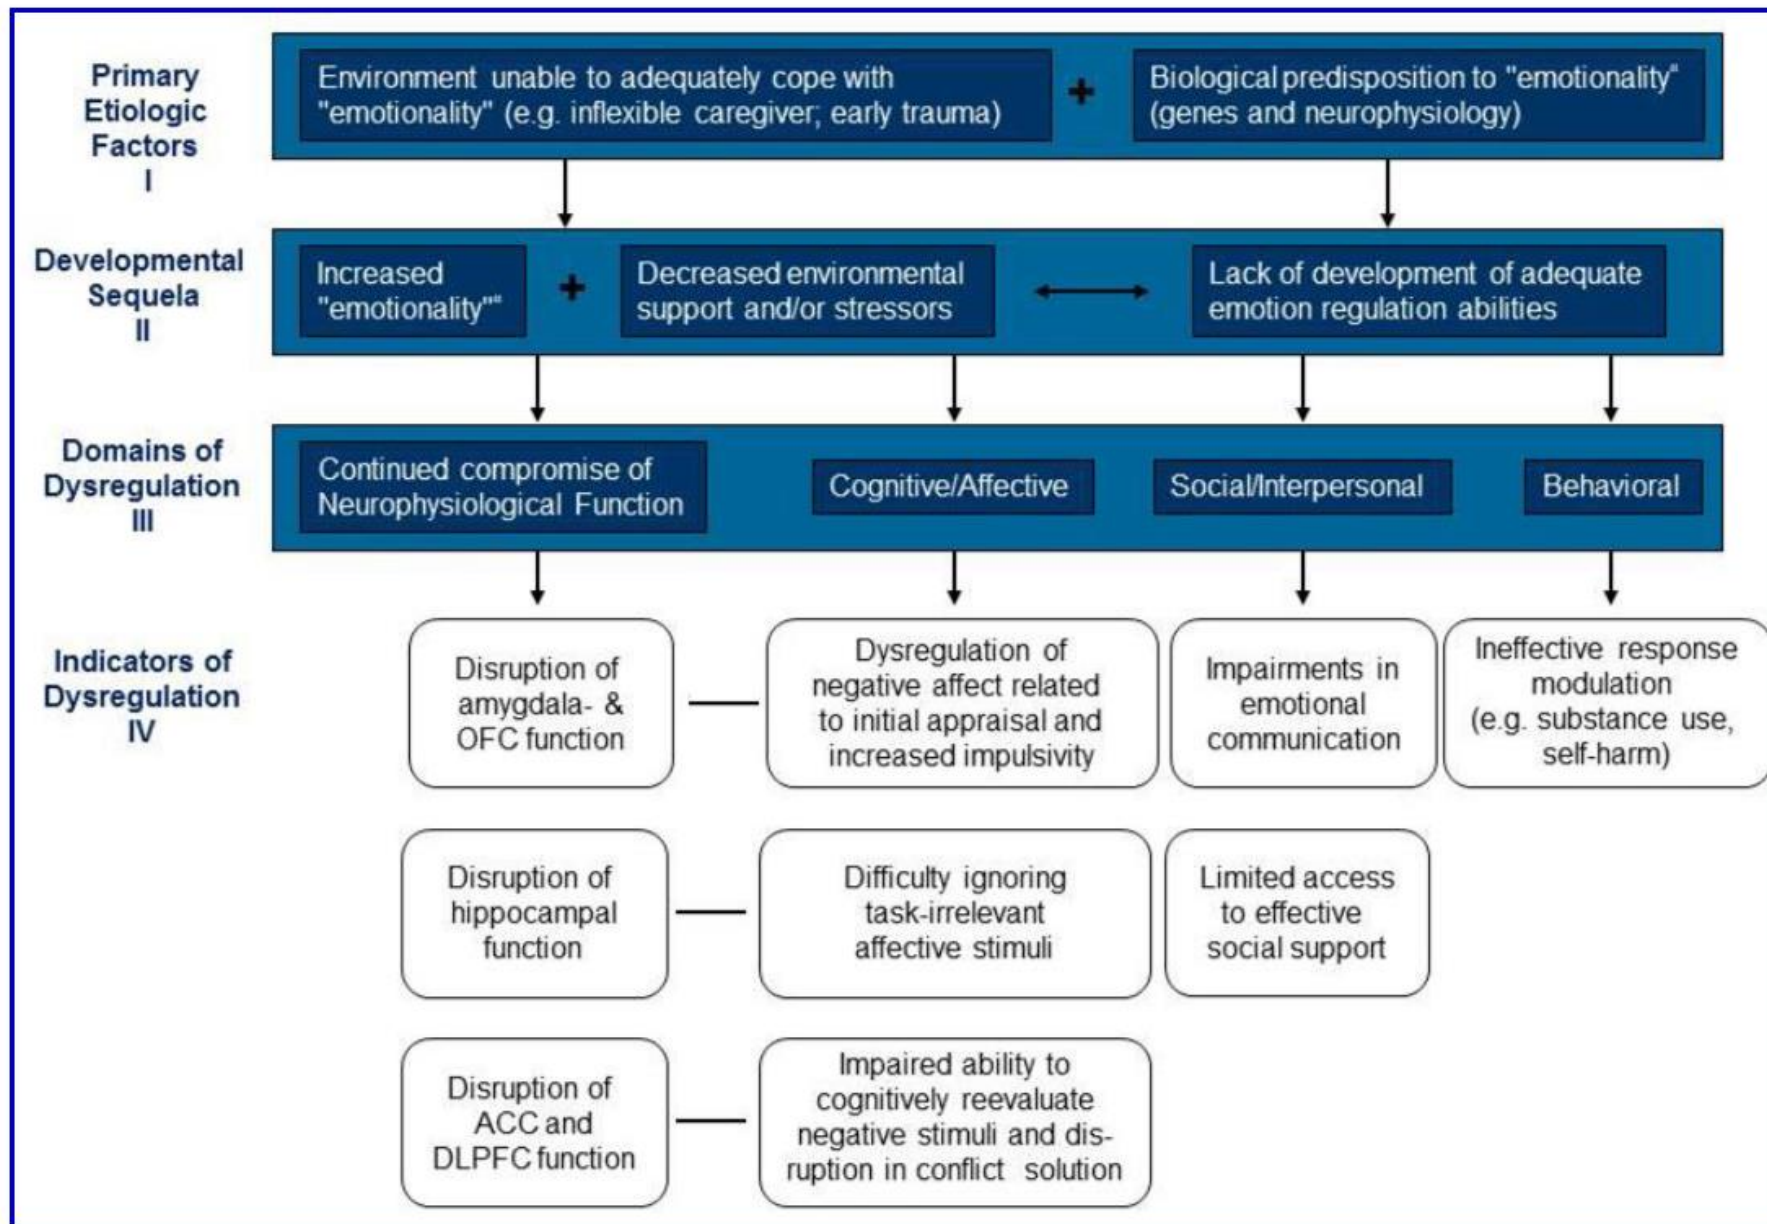 Primary
Etiologic
Factors
I
Environment unable to adequately cope with
"emotionality" (e.g. inflexible caregiver; early trauma)
+
Biological predisposition to "emotionality“
(genes and neurophysiology)
Developmental
Sequela
II
Increased
"emotionality"“
+
Decreased environmental
support and/or stressors
Lack of development of adequate
emotion regulation abilities
Domains of
Dysregulation
III
Continued compromise of
Neurophysiological Function
Cognitive/Affective
Social/Interpersonal
Behavioral
Indicators of
Dysregulation
IV
Disruption of
amygdala- &
OFC function
Dysregulation of
negative affect related
to initial appraisal and
increased impulsivity
Impairments in
emotional
communication
Ineffective response
modulation
(e.g. substance use,
self-harm)
Disruption of
hippocampal
function
Difficulty ignoring
task-irrelevant
affective stimuli
Limited access
to effective
social support
Disruption of
ACC and
DLPFC function
Impaired ability to
cognitively reevaluate
negative stimuli and dis-
ruption in conflict solution